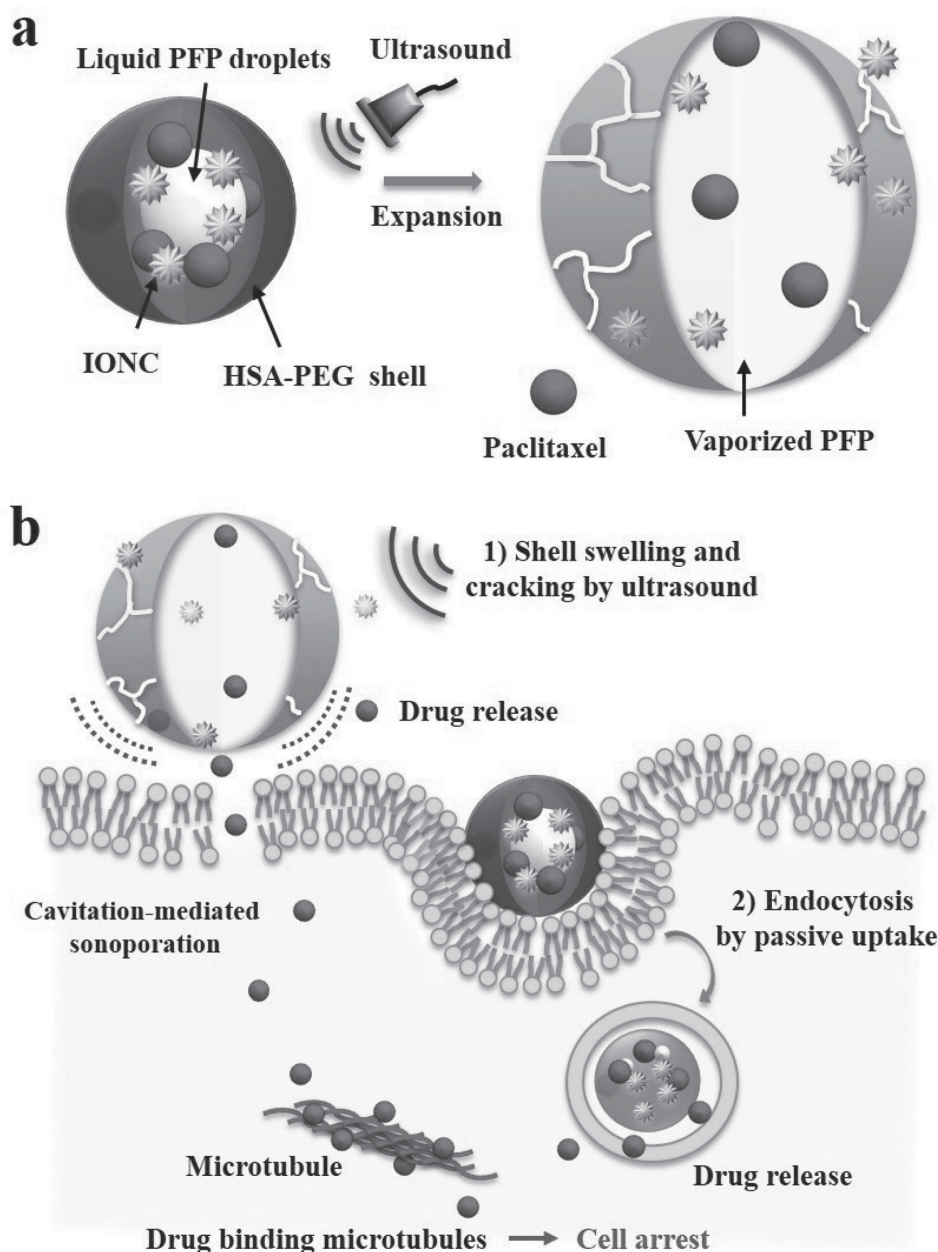 a
Liquid PFP droplets
Ultrasound
Expansion
IONC
HSA-PEG shell
Paclitaxel
Vaporized PFP
b
1) Shell swelling and
cracking by ultrasound
Drug release
Cavitation-mediated
sonoporation
2) Endocytosis
by passive uptake
Microtubule
Drug release
Drug binding microtubules
Cell arrest